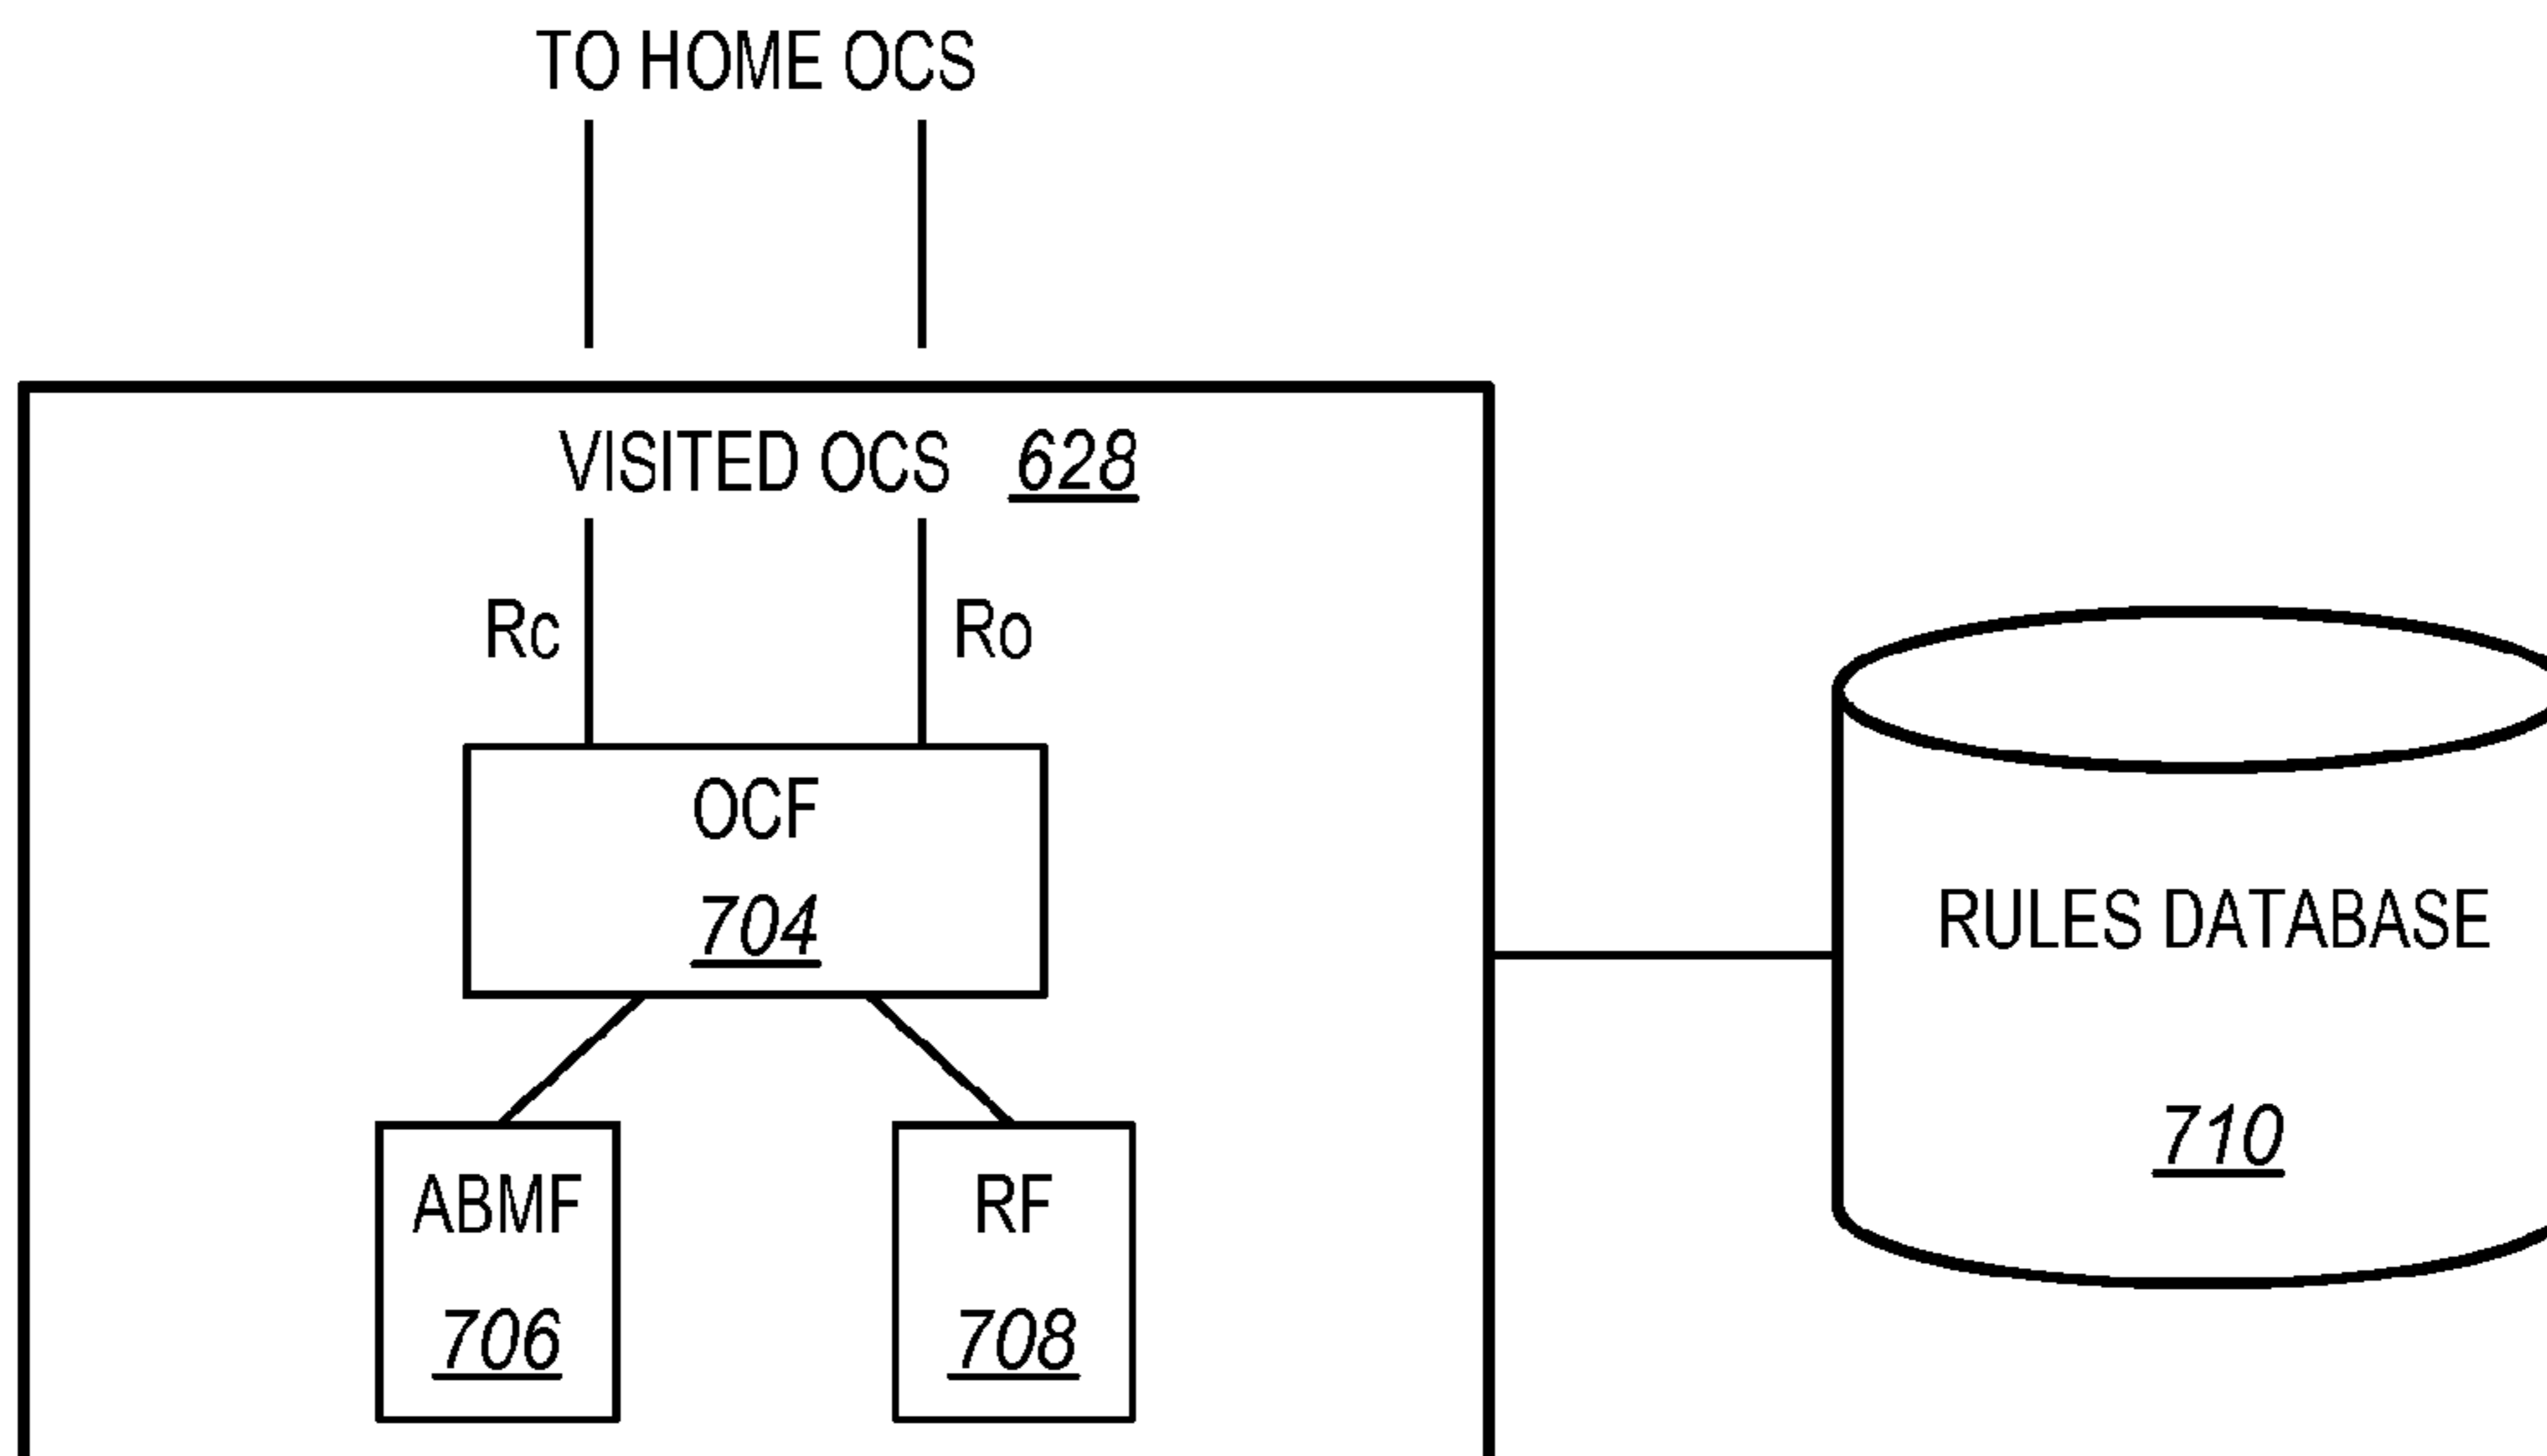 TO HOME OCS
VISITED OCS 628
Rc Ro
OCF
704
RULES DATABASE
710
ABMF RF
706 708